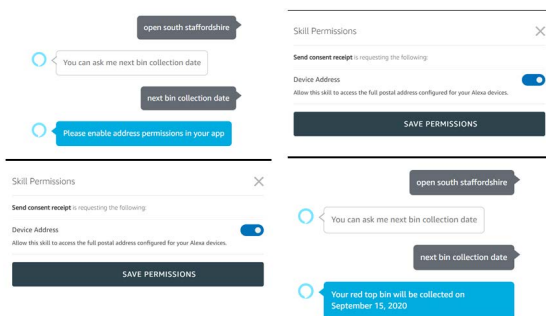 open south staffordshire
You can ask me next bin collection date
next bin collection date
Please enable address permissions in your app
Skill Permissions
Send consent receipt is requesting the following:
Device Address
Allow this skill to access the full postal address configured for your Alexa devices.
SAVE PERMISSIONS
Skill Permissions
Send consent receipt is requesting the following:
Device Address
Allow this skill to access the full postal address configured for your Alexa devices.
SAVE PERMISSIONS
open south staffordshire
You can ask me next bin collection date
next bin collection date
Your red top bin will be collected on
September 15, 2020